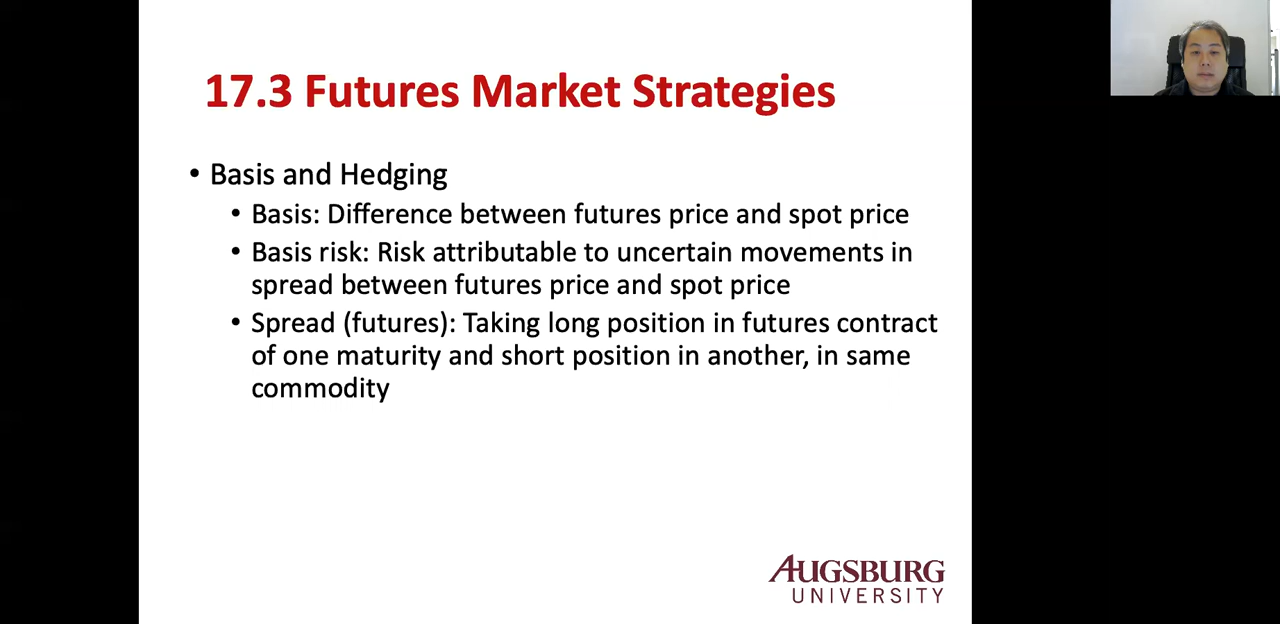 17.3 Futures Market Strategies
• Basis and Hedging
• Basis: Difference between futures price and spot price
• Basis risk: Risk attributable to uncertain movements in
spread between futures price and spot price
• Spread (futures): Taking long position in futures contract
of one maturity and short position in another, in same
commodity
AUGSBURG
UNIVERSITY